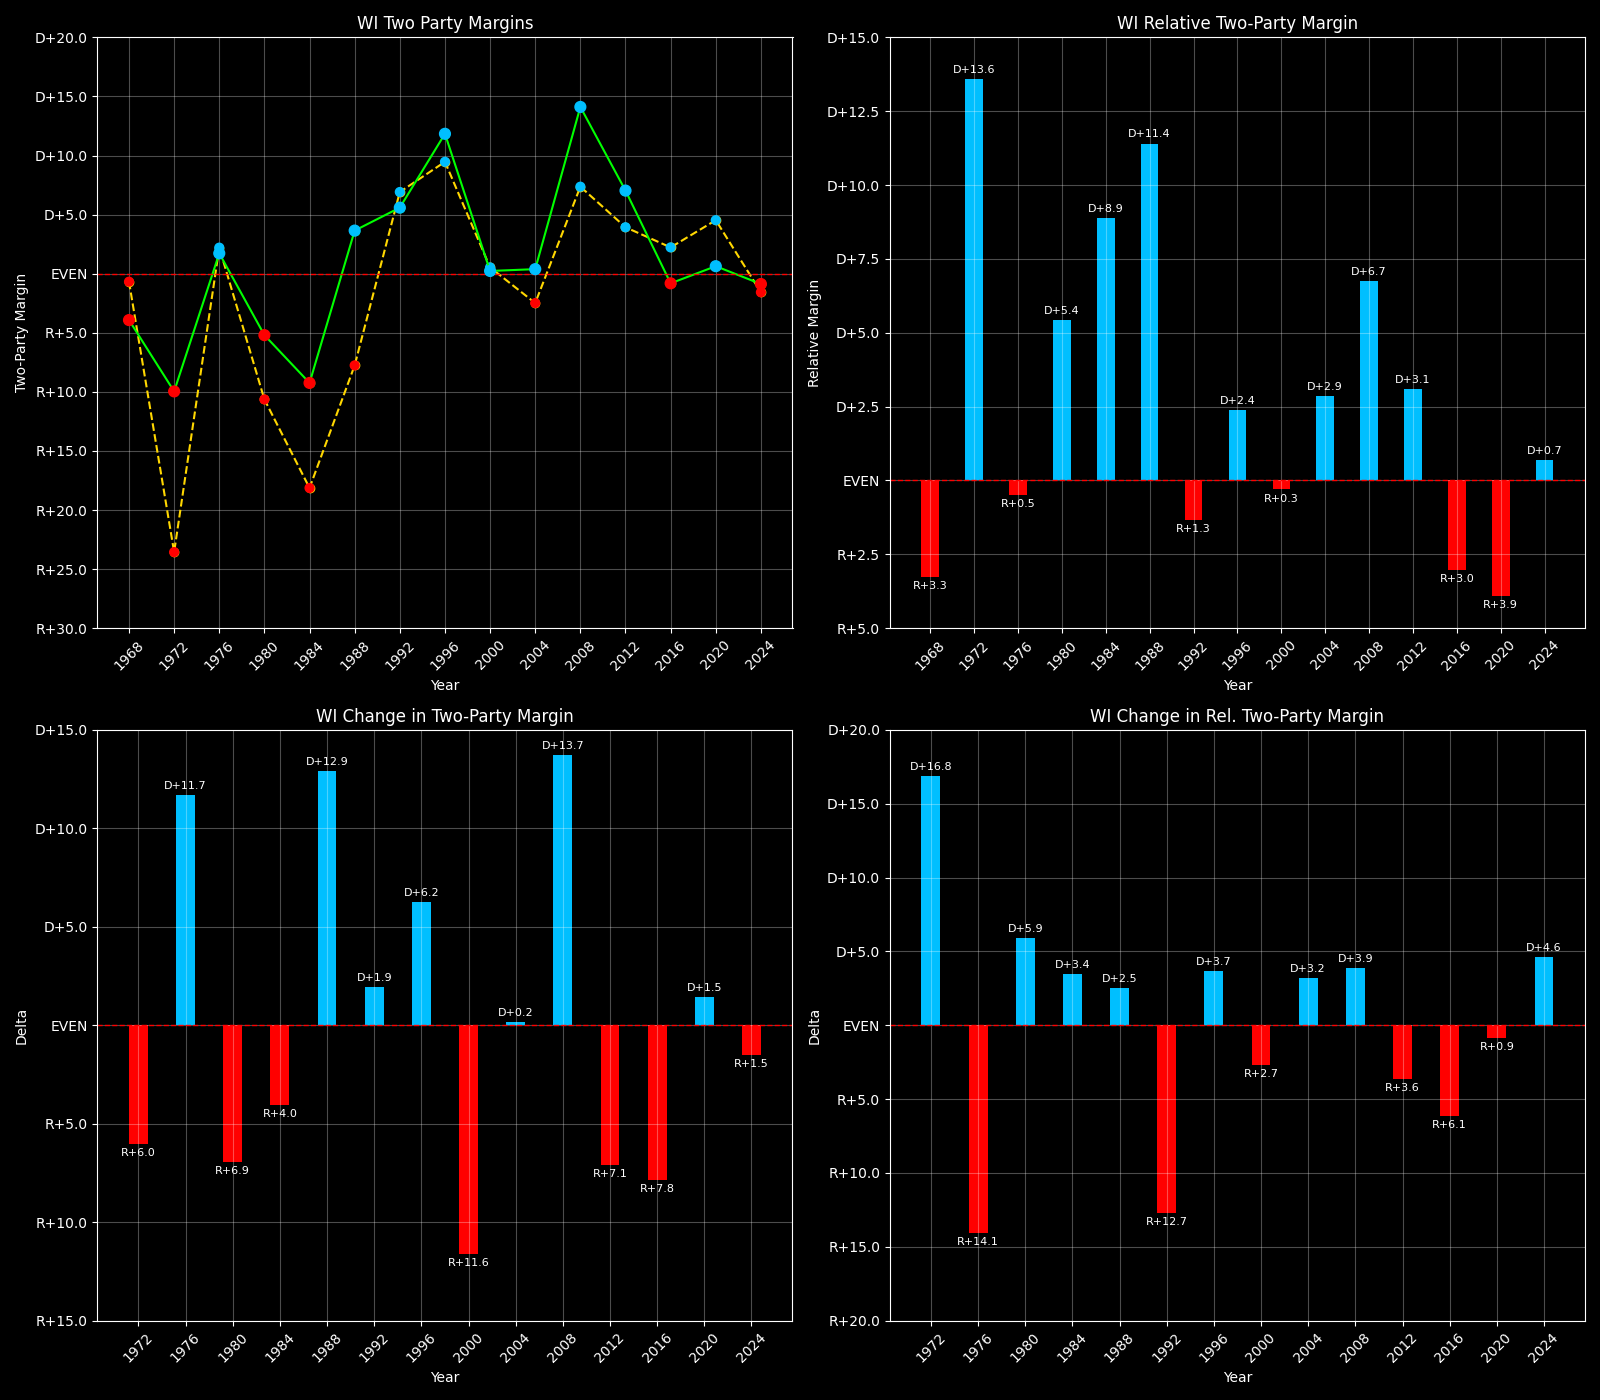 WI Two Party Margins
D+20.0
D+15.0
D+10.0
D+5.0
EVEN
R+5.0
R+10.0
R+15.0
R+20.0
R+25.0
R+30.0
Two-Party Margin
1968 1972 1976 1980 1984 1988 1992 1996 2000 2004 2008 2012 2016 2020 2024
Year
WI Relative Two-Party Margin
D+15.0
D+12.5
D+10.0
D+7.5
D+5.0
D+2.5
EVEN
R+2.5
R+5.0
Relative Margin
R+3.3 D+13.6 R+0.5 D+5.4 D+8.9 D+11.4 R+1.3 D+2.4 R+0.3 D+2.9 D+6.7 D+3.1 R+3.0 R+3.9 D+0.7
1968 1972 1976 1980 1984 1988 1992 1996 2000 2004 2008 2012 2016 2020 2024
Year
WI Change in Two-Party Margin
D+15.0
D+10.0
D+5.0
EVEN
R+5.0
R+10.0
R+15.0
Delta
R+6.0 D+11.7 R+6.9 R+4.0 D+12.9 D+1.9 D+6.2 R+11.6 D+0.2 D+13.7 R+7.1 R+7.8 D+1.5 R+1.5
1972 1976 1980 1984 1988 1992 1996 2000 2004 2008 2012 2016 2020 2024
Year
WI Change in Rel. Two-Party Margin
D+20.0
D+15.0
D+10.0
D+5.0
EVEN
R+5.0
R+10.0
R+15.0
R+20.0
Delta
D+16.8 R+14.1 D+5.9 D+3.4 D+2.5 R+12.7 D+3.7 R+2.7 D+3.2 D+3.9 R+3.6 R+6.1 R+0.9 D+4.6
1972 1976 1980 1984 1988 1992 1996 2000 2004 2008 2012 2016 2020 2024
Year